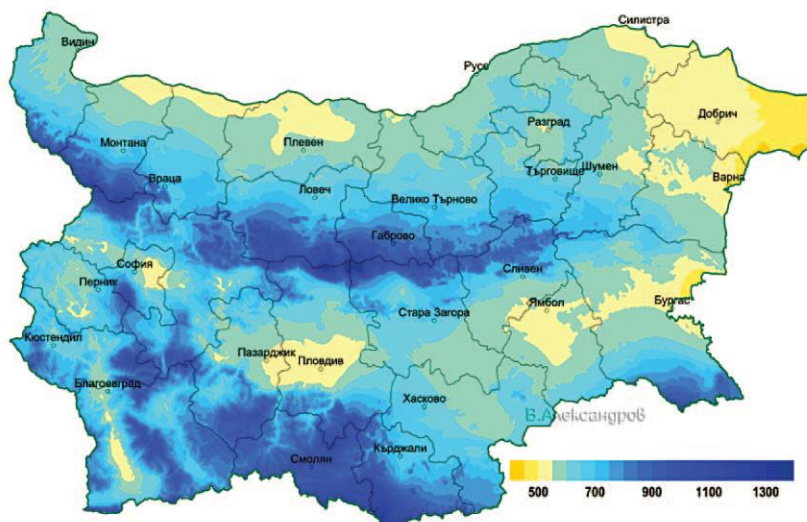 Силистра
Видин
Русе
Добрич
Разград
Монтана
Плевен
Враца
Ловеч
Търговище
Шумен
Варна
Велико Търново
Габрово
София
Сливен
Перник
Ямбол
Бургас
Стара Загора
Кюстендил
Пазарджик
Пловдив
Благоевград
Хасково
В.Александров
Кърджали
Смолян
500 700 900 1100 1300